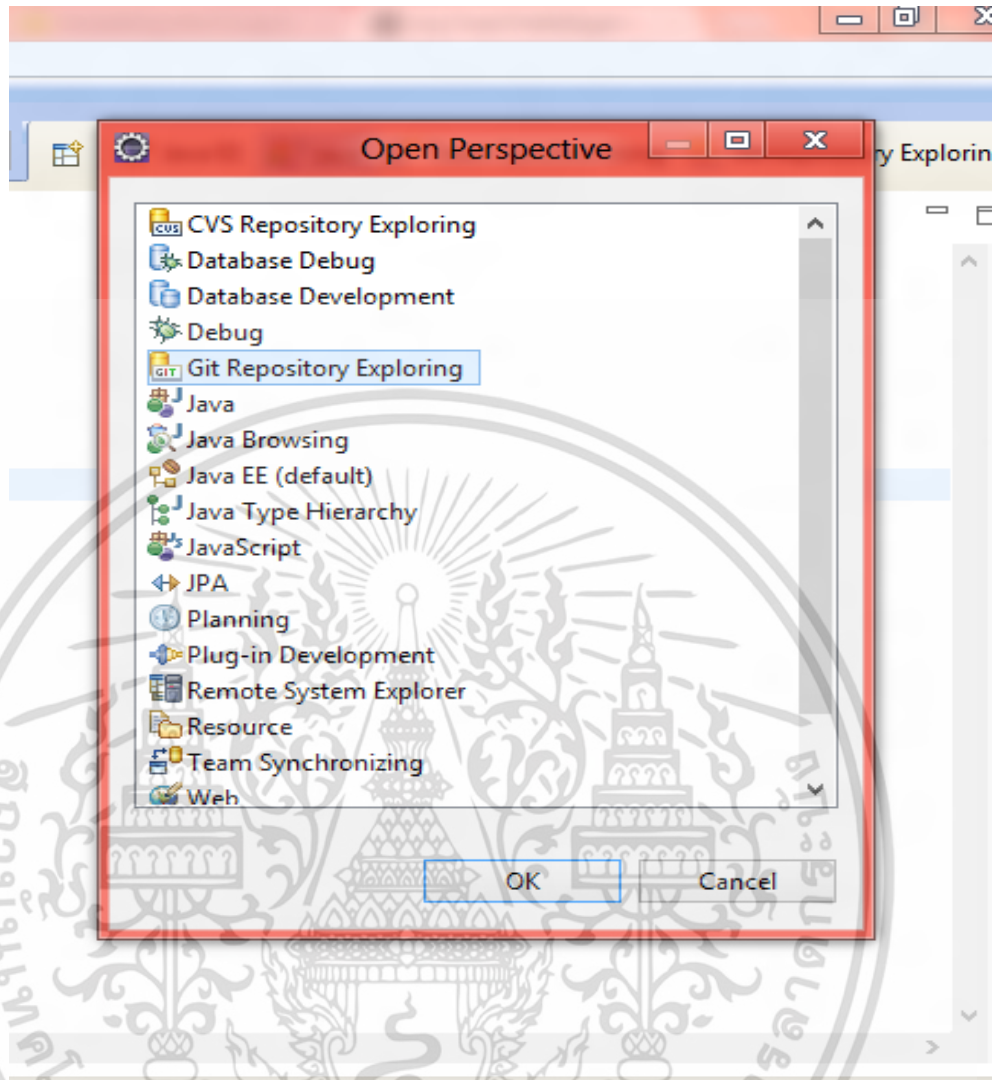 Open Perspective
ry Explorin
CVS Repository Exploring
Database Debug
Database Development
Debug
Git Repository Exploring
Java
Java Browsing
Java EE (default)
Java Type Hierarchy
JavaScript
JPA
Planning
Plug-in Development
Remote System Explorer
Resource
Team Synchronizing
Web
OK
Cancel